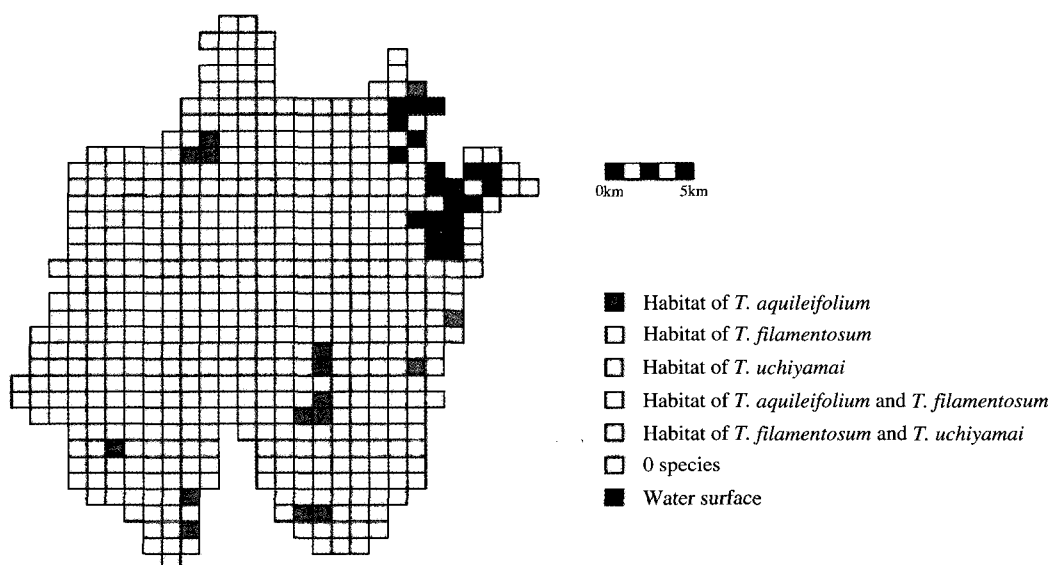 0km 5km
Habitat of T. aquileifolium
Habitat of T. filamentosum
Habitat of T. uchiyamai
Habitat of T. aquileifolium and T. filamentosum
Habitat of T. filamentosum and T. uchiyamai
0 species
Water surface